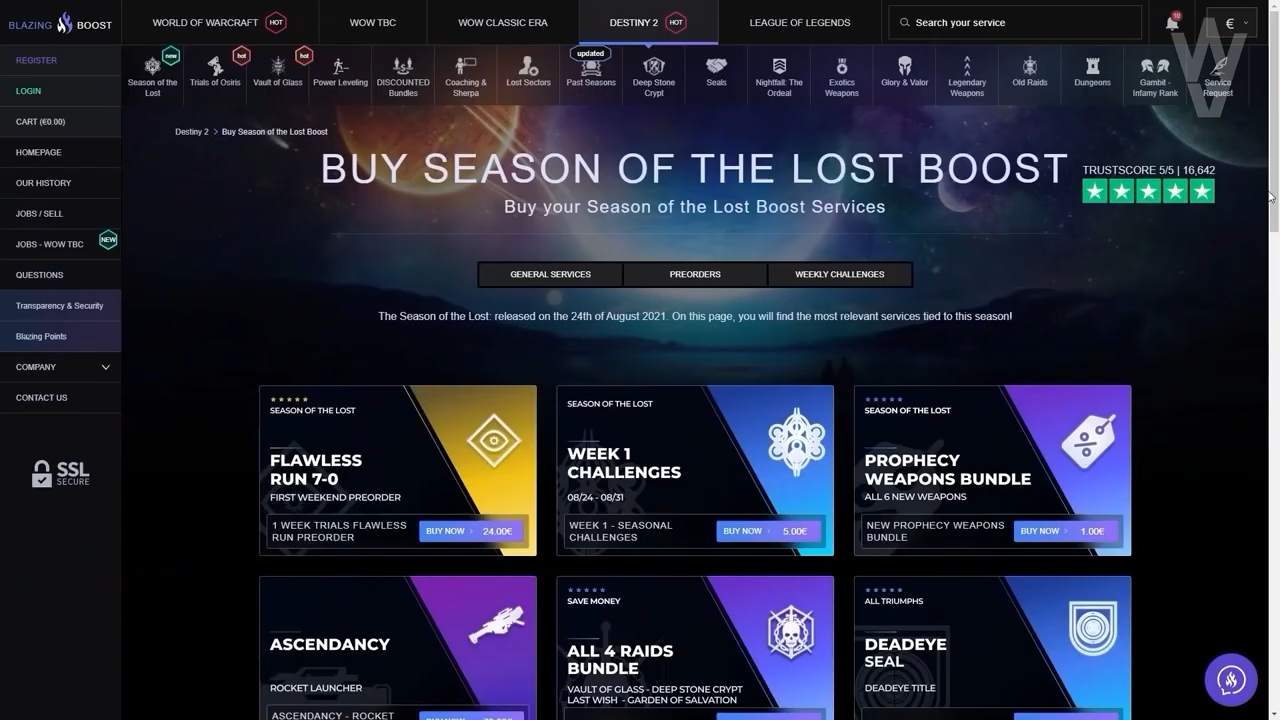 BLAZING BOOST
WORLD OF WARCRAFT HOT
WOW TBC
WOW CLASSIC ERA
DESTINY 2 HOT
LEAGUE OF LEGENDS
Search your service
€
REGISTER
LOGIN
CART (€0.00)
HOMEPAGE
OUR HISTORY
JOBS / SELL
JOBS - WOW TBC NEW
QUESTIONS
Transparency & Security
Blazing Points
COMPANY
CONTACT US
SSL
SECURE
new
Season of the
Lost
hot
Trials of Osiris
hot
Vault of Glass
Power Leveling
DISCOUNTED
Bundles
Coaching &
Sherpa
Lost Sectors
updated
Past Seasons
Deep Stone
Crypt
Seals
Nightfall: The
Ordeal
Exotics
Weapons
Glory & Valor
Legendary
Weapons
Old Raids
Dungeons
Gambit -
Infamy Rank
Service
Request
W
Destiny 2 > Buy Season of the Lost Boost
BUY SEASON OF THE LOST BOOST
Buy your Season of the Lost Boost Services
TRUSTSCORE 5/5 | 16,642
GENERAL SERVICES
PREORDERS
WEEKLY CHALLENGES
The Season of the Lost: released on the 24th of August 2021. On this page, you will find the most relevant services tied to this season!
SEASON OF THE LOST
FLAWLESS
RUN 7-0
FIRST WEEKEND PREORDER
1 WEEK TRIALS FLAWLESS
RUN PREORDER
BUY NOW > 24.00€
SEASON OF THE LOST
WEEK 1
CHALLENGES
08/24 - 08/31
WEEK 1 - SEASONAL
CHALLENGES
BUY NOW > 5.00€
SEASON OF THE LOST
PROPHECY
WEAPONS BUNDLE
ALL 6 NEW WEAPONS
NEW PROPHECY WEAPONS
BUNDLE
BUY NOW > 1.00€
ASCENDANCY
ROCKET LAUNCHER
ASCENDANCY - ROCKET
SAVE MONEY
ALL 4 RAIDS
BUNDLE
VAULT OF GLASS - DEEP STONE CRYPT
LAST WISH - GARDEN OF SALVATION
ALL TRIUMPHS
DEADEYE
SEAL
DEADEYE TITLE